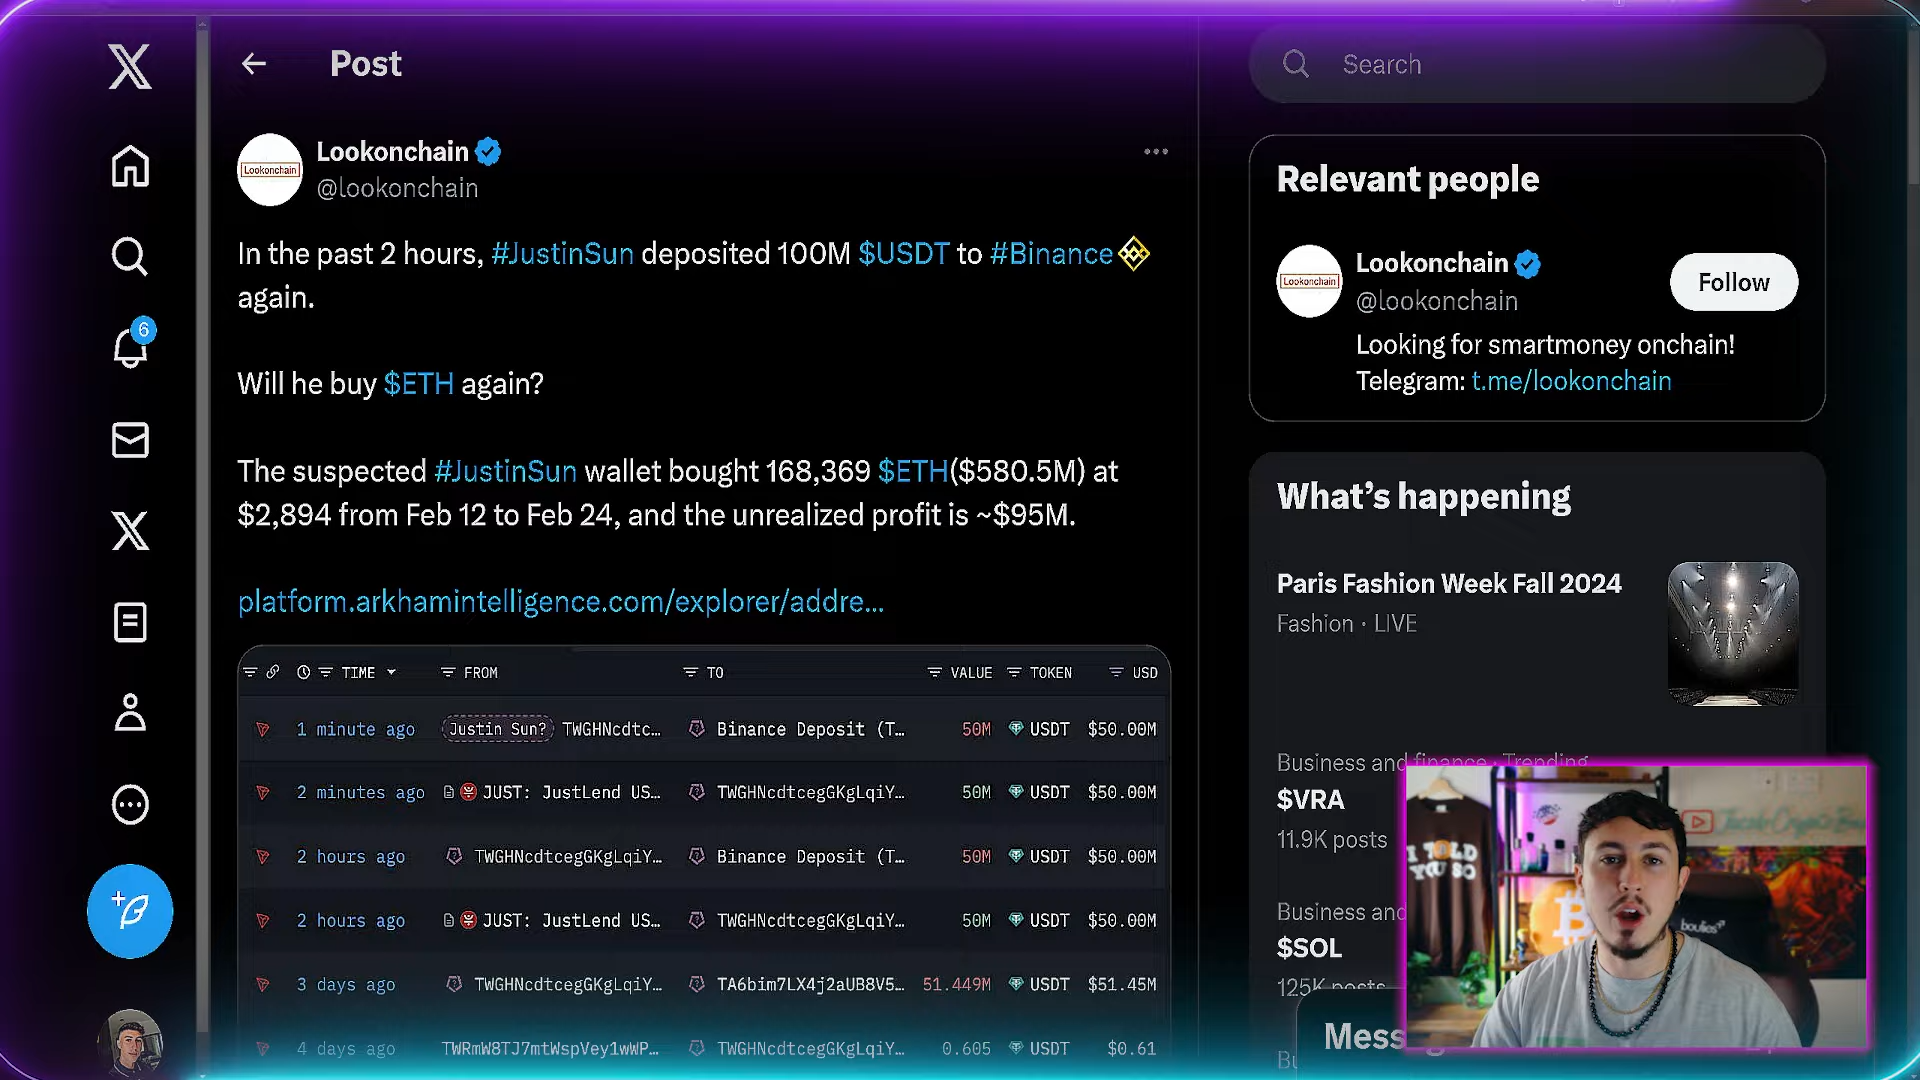 Post
Search
Lookonchain
Lookonchain
@lookonchain
In the past 2 hours, #JustinSun deposited 100M $USDT to #Binance
again.
Will he buy $ETH again?
The suspected #JustinSun wallet bought 168,369 $ETH($580.5M) at
$2,894 from Feb 12 to Feb 24, and the unrealized profit is ~$95M.
platform.arkhamintelligence.com/explorer/addre...
TIME FROM TO VALUE TOKEN USD
1 minute ago Justin Sun? TWGHNcdtc... Binance Deposit (T... 50M USDT $50.00M
2 minutes ago JUST: JustLend US... TWGHNcdtcegGKgLqiY... 50M USDT $50.00M
2 hours ago TWGHNcdtcegGKgLqiY... Binance Deposit (T... 50M USDT $50.00M
2 hours ago JUST: JustLend US... TWGHNcdtcegGKgLqiY... 50M USDT $50.00M
3 days ago TWGHNcdtcegGKgLqiY... TA6bim7LX4j2aUB8V5... 51.449M USDT $51.45M
4 days ago TWRmW8TJ7mtWspVey1wWP... TWGHNcdtcegGKgLqiY... 0.605 USDT $0.61
6
Relevant people
Lookonchain
Lookonchain
@lookonchain
Follow
Looking for smartmoney onchain!
Telegram: t.me/lookonchain
What's happening
Paris Fashion Week Fall 2024
Fashion · LIVE
Business and finance · Trending
$VRA
11.9K posts
Business and
$SOL
125K posts
Mess
I TOLD
YOU SO
boulies